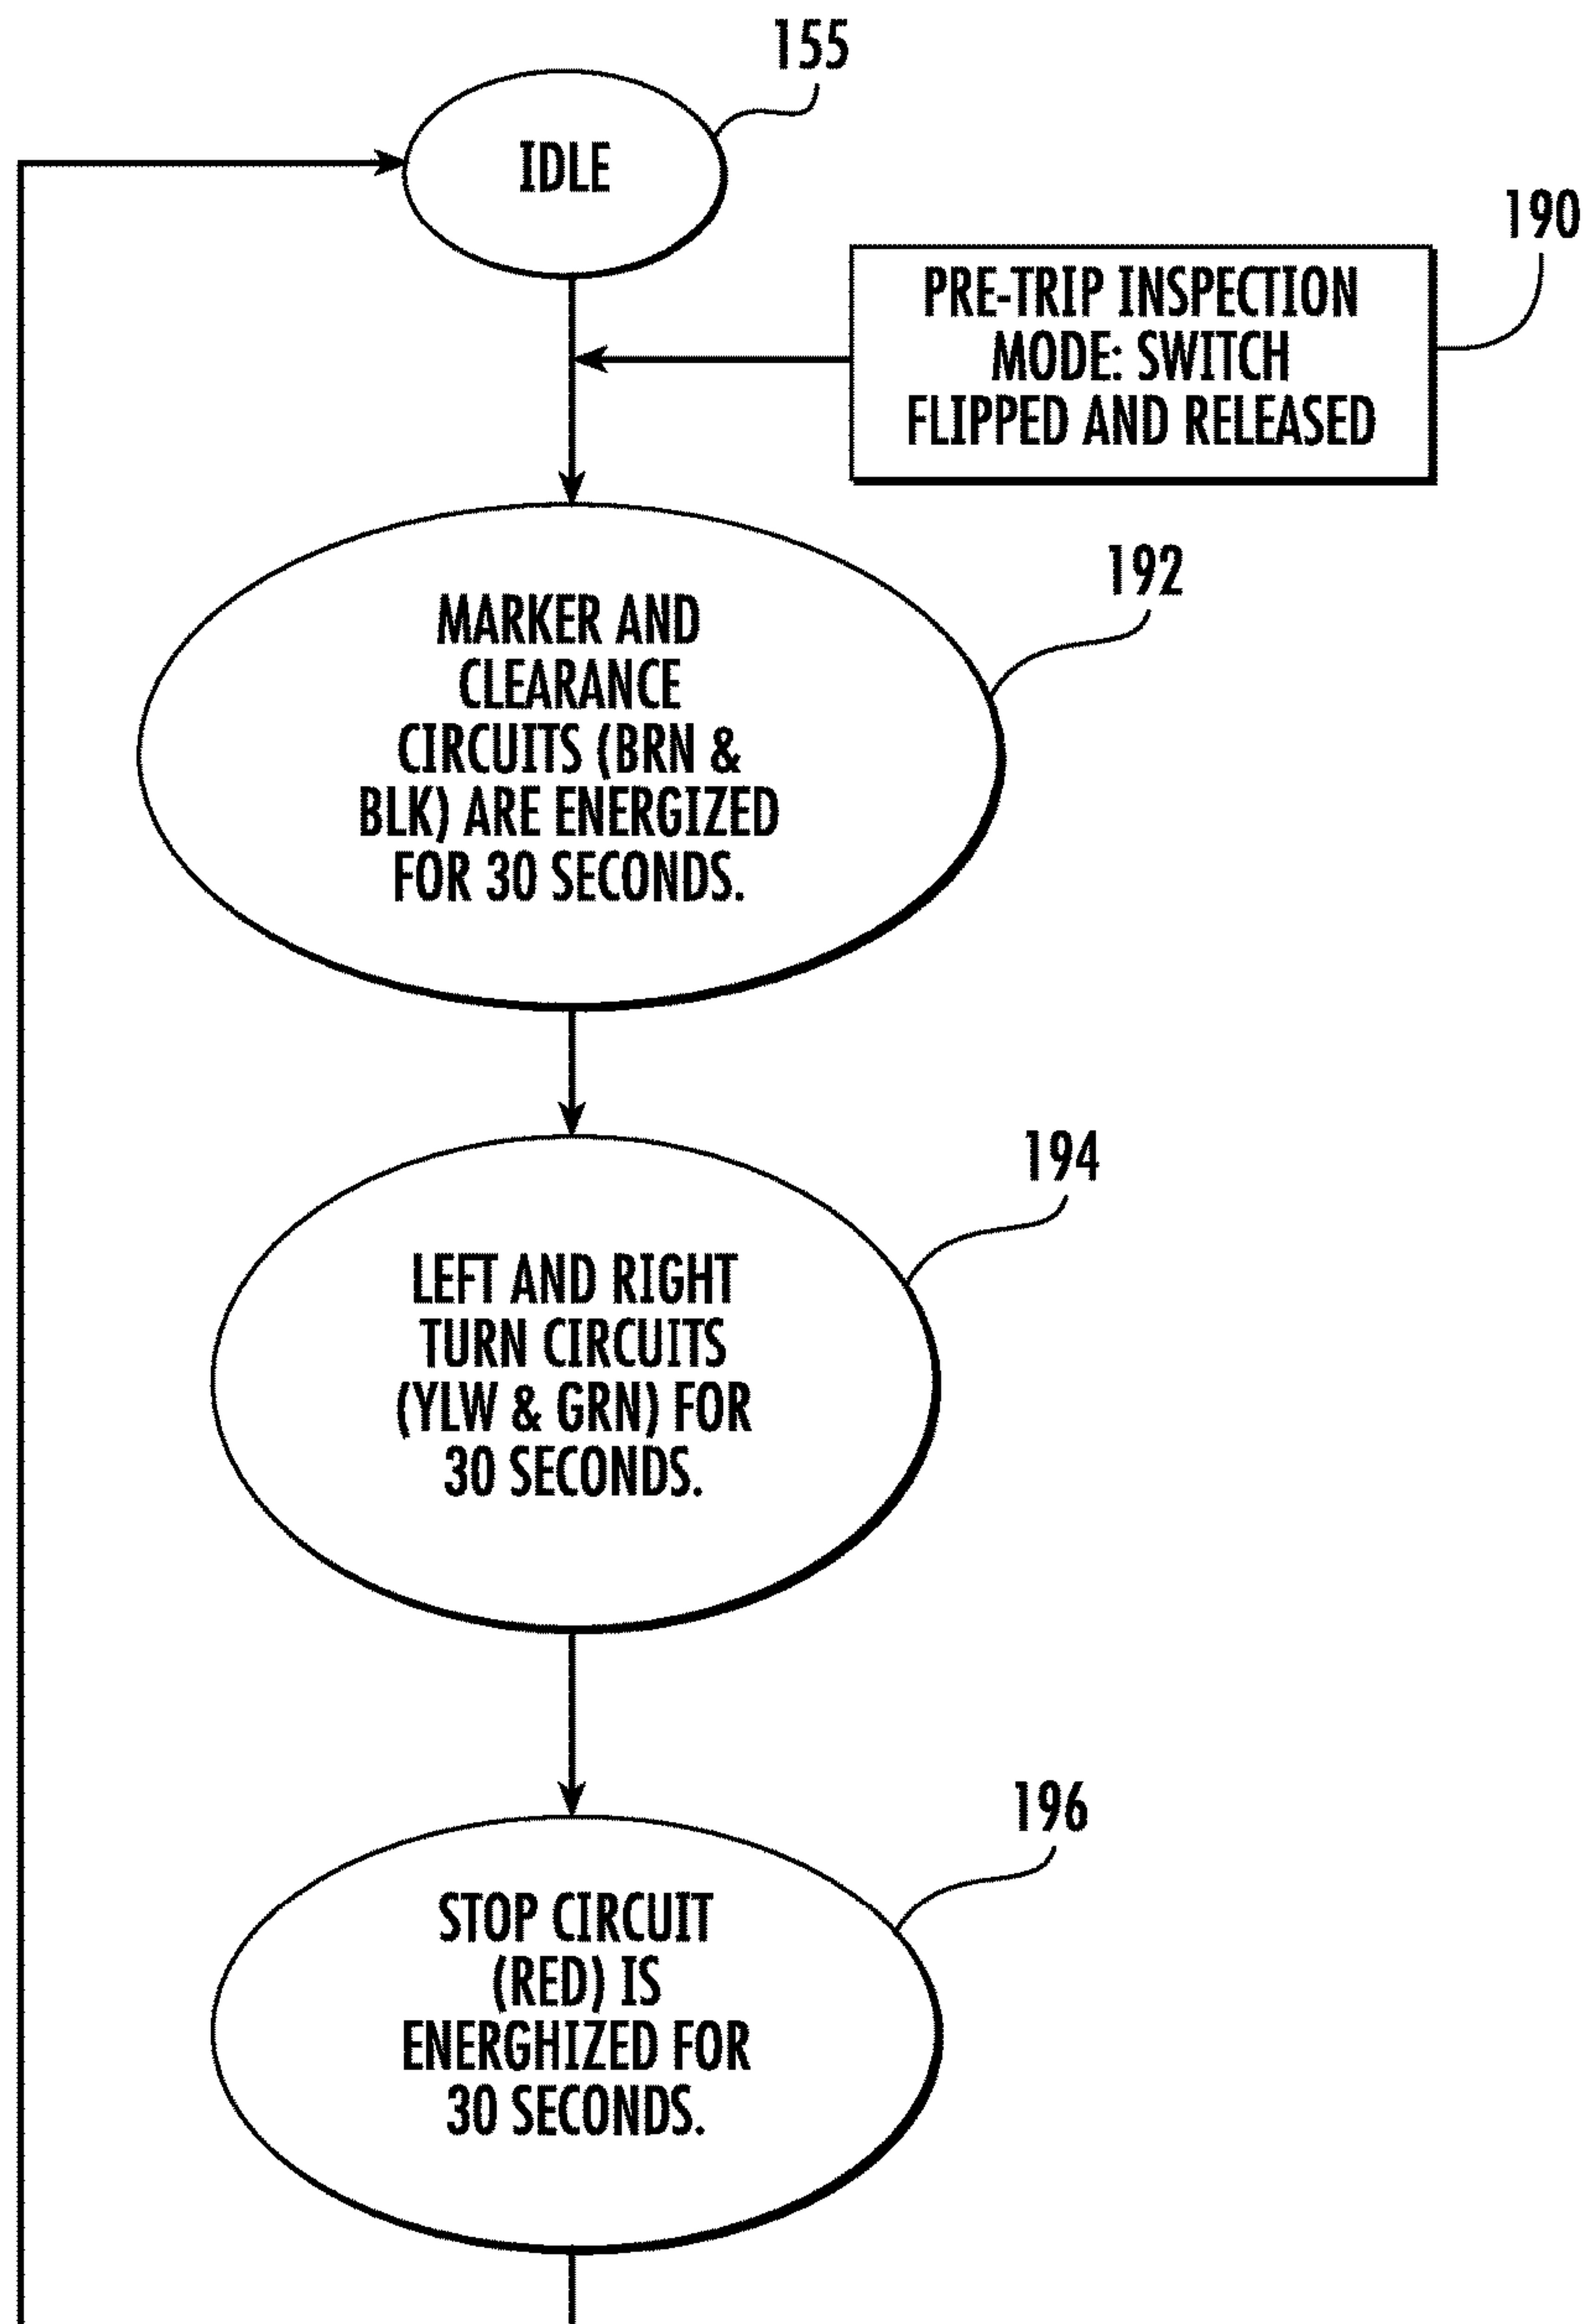 155
IDLE
190
PRE-TRIP INSPECTION
MODE: SWITCH
FLIPPED AND RELEASED
192
MARKER AND
CLEARANCE
CIRCUITS (BRN &
BLK) ARE ENERGIZED
FOR 30 SECONDS.
194
LEFT AND RIGHT
TURN CIRCUITS
(YLW & GRN) FOR
30 SECONDS.
196
STOP CIRCUIT
(RED) IS
ENERGHIZED FOR
30 SECONDS.